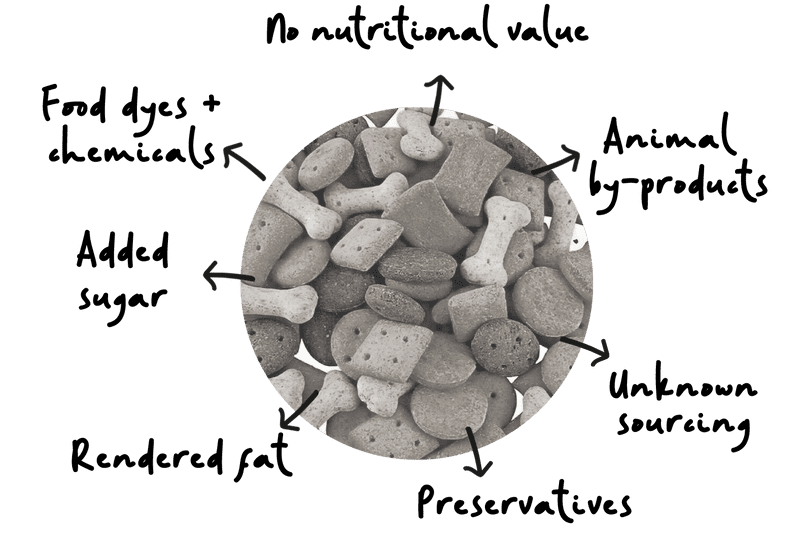 No nutritional value
Food dyes +
chemicals
Animal
by-products
Added
sugar
Unknown
sourcing
Rendered fat
Preservatives